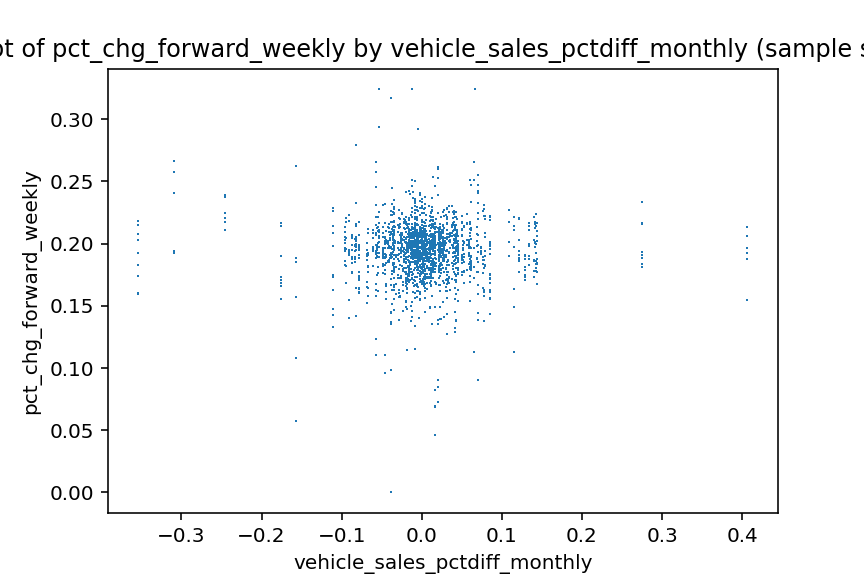 ot of pct_chg_forward_weekly by vehicle_sales_pctdiff_monthly (sample s
pct_chg_forward_weekly
0.30
0.25
0.20
0.15
0.10
0.05
0.00
−0.3 −0.2 −0.1 0.0 0.1 0.2 0.3 0.4
vehicle_sales_pctdiff_monthly